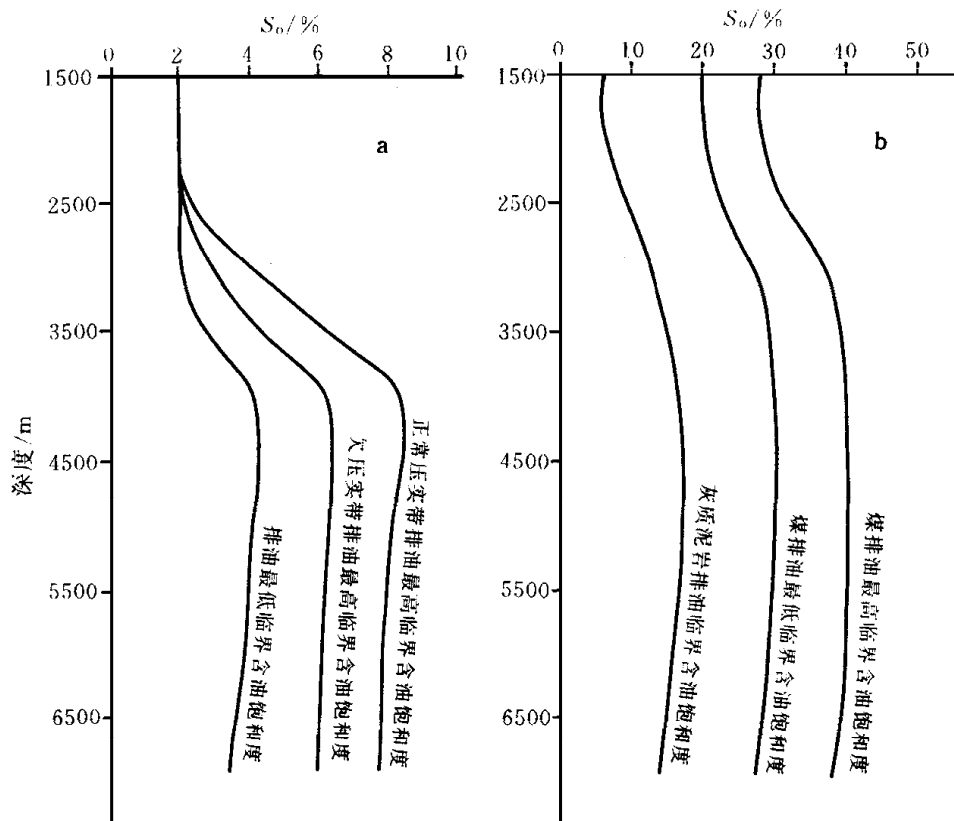 S₀/%
0 2 4 6 8 10
1500
2500
3500
4500
5500
6500
深度/m
a
排油最低临界含油饱和度
欠压实带排油最高临界含油饱和度
正常压实带排油最高临界含油饱和度
S₀/%
0 10 20 30 40 50
1500
2500
3500
4500
5500
6500
b
灰质泥岩排油临界含油饱和度
煤排油最低临界含油饱和度
煤排油最高临界含油饱和度